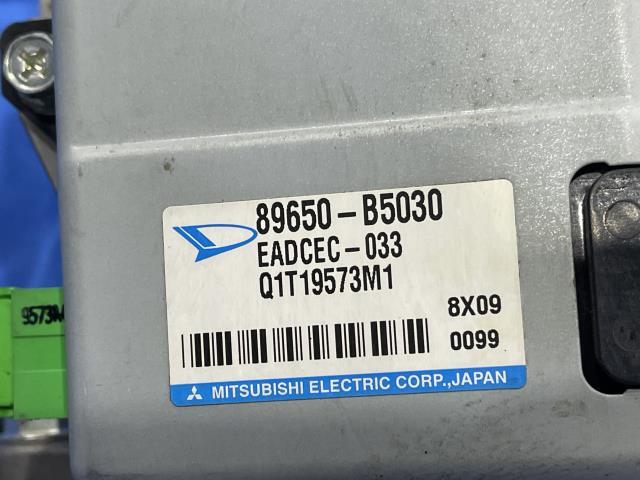 89650-B5030
EADCEC-033
Q1T19573M1
8X09
0099
MITSUBISHI ELECTRIC CORP.,JAPAN